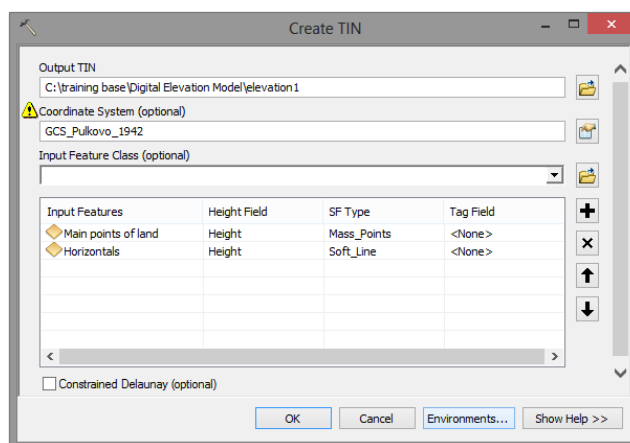 Create TIN
Output TIN
C:\training base\Digital Elevation Model\elevation1
Coordinate System (optional)
GCS_Pulkovo_1942
Input Feature Class (optional)
Input Features Height Field SF Type Tag Field
Main points of land Height Mass_Points <None>
Horizontals Height Soft_Line <None>
Constrained Delaunay (optional)
OK Cancel Environments... Show Help >>